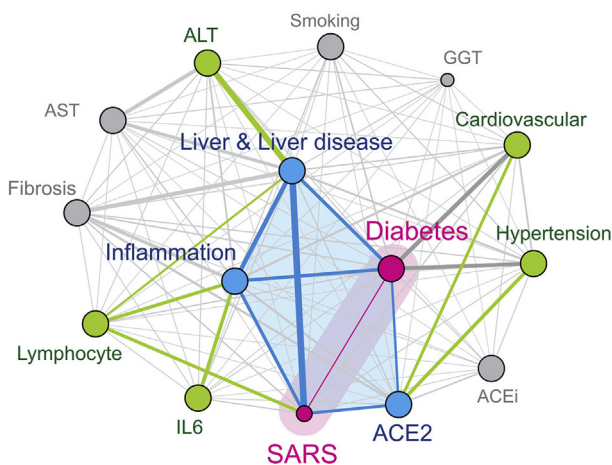 Smoking
ALT
GGT
AST
Cardiovascular
Liver & Liver disease
Fibrosis
Diabetes
Hypertension
Inflammation
Lymphocyte
ACEi
IL6
ACE2
SARS